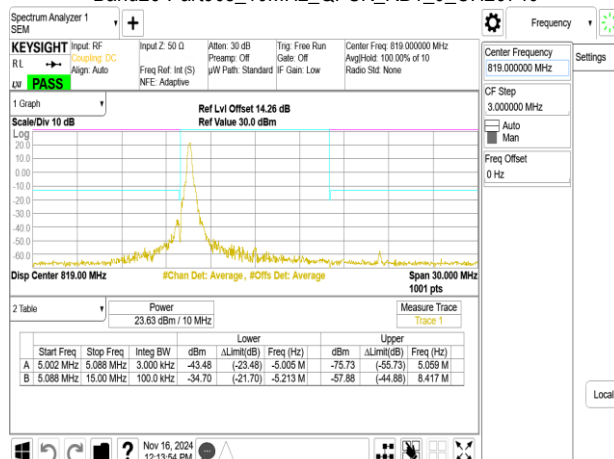 Spectrum Analyzer 1
SEM
Frequency
Settings
KEYSIGHT
RL
LXI
PASS
Input: RF
Coupling: DC
Align: Auto
Input Z: 50 Ω
Freq Ref: Int (S)
NFE: Adaptive
Atten: 30 dB
Preamp: Off
µW Path: Standard
Trig: Free Run
Gate: Off
IF Gain: Low
Center Freq: 819.000000 MHz
Avg|Hold: 100.00% of 10
Radio Std: None
Center Frequency
819.000000 MHz
CF Step
3.000000 MHz
Auto
Man
Freq Offset
0 Hz
1 Graph
Scale/Div 10 dB
Ref Lvl Offset 14.26 dB
Ref Value 30.0 dBm
Log
20.0
10.0
0.00
-10.0
-20.0
-30.0
-40.0
-50.0
-60.0
Disp Center 819.00 MHz
#Chan Det: Average, #Offs Det: Average
Span 30.000 MHz
1001 pts
2 Table
Power
23.63 dBm / 10 MHz
Measure Trace
Trace 1
Lower Upper
Start Freq Stop Freq Integ BW dBm ΔLimit(dB) Freq (Hz) dBm ΔLimit(dB) Freq (Hz)
A 5.002 MHz 5.088 MHz 3.000 kHz -43.48 (-23.48) -5.005 M -75.73 (-55.73) 5.059 M
B 5.088 MHz 15.00 MHz 100.0 kHz -34.70 (-21.70) -5.213 M -57.88 (-44.88) 8.417 M
Local
Nov 16, 2024
12:13:54 PM